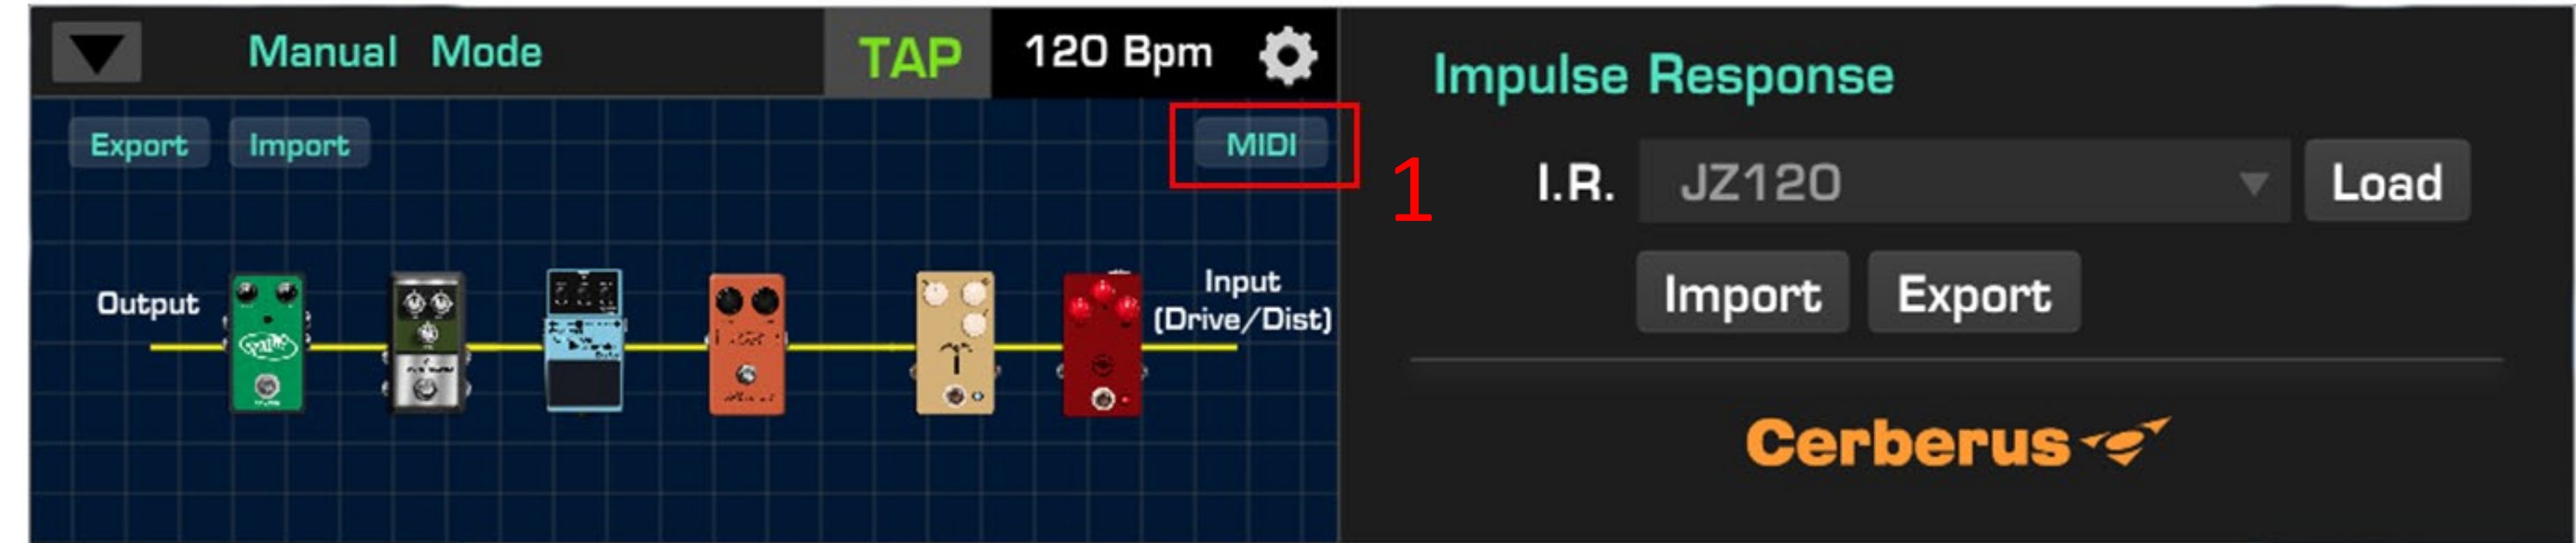 Manual Mode
TAP
120 Bpm
Export
Import
MIDI
1
Output
Input
(Drive/Dist)
Impulse Response
I.R.
JZ120
Load
Import
Export
Cerberus